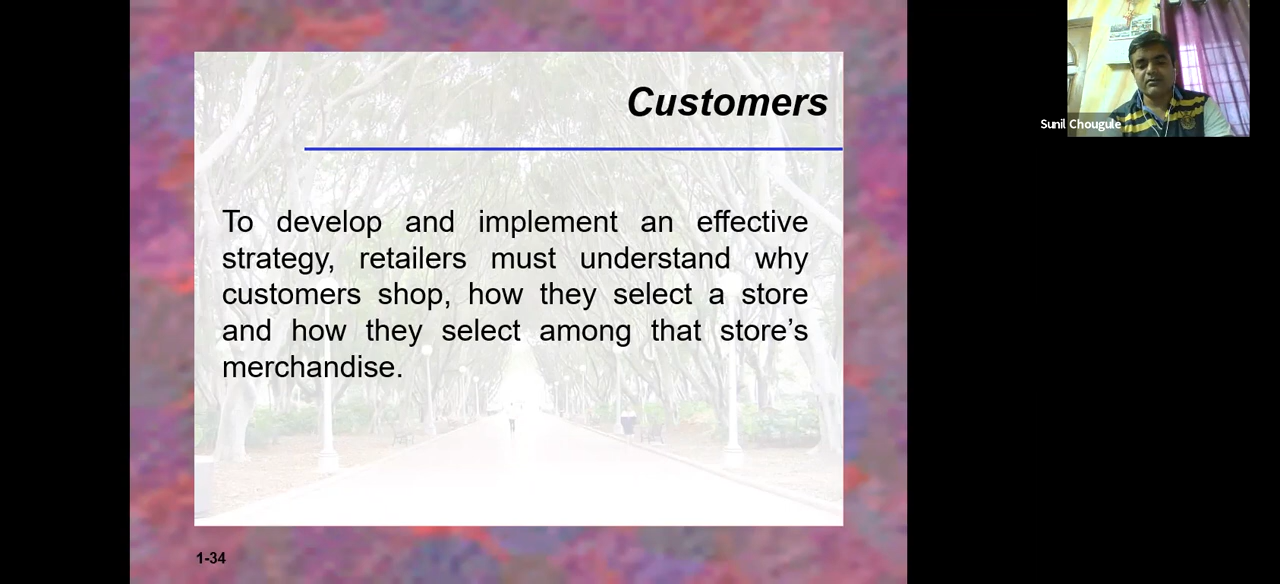 Customers
To develop and implement an effective
strategy, retailers must understand why
customers shop, how they select a store
and how they select among that store’s
merchandise.
1-34
Sunil Chougule